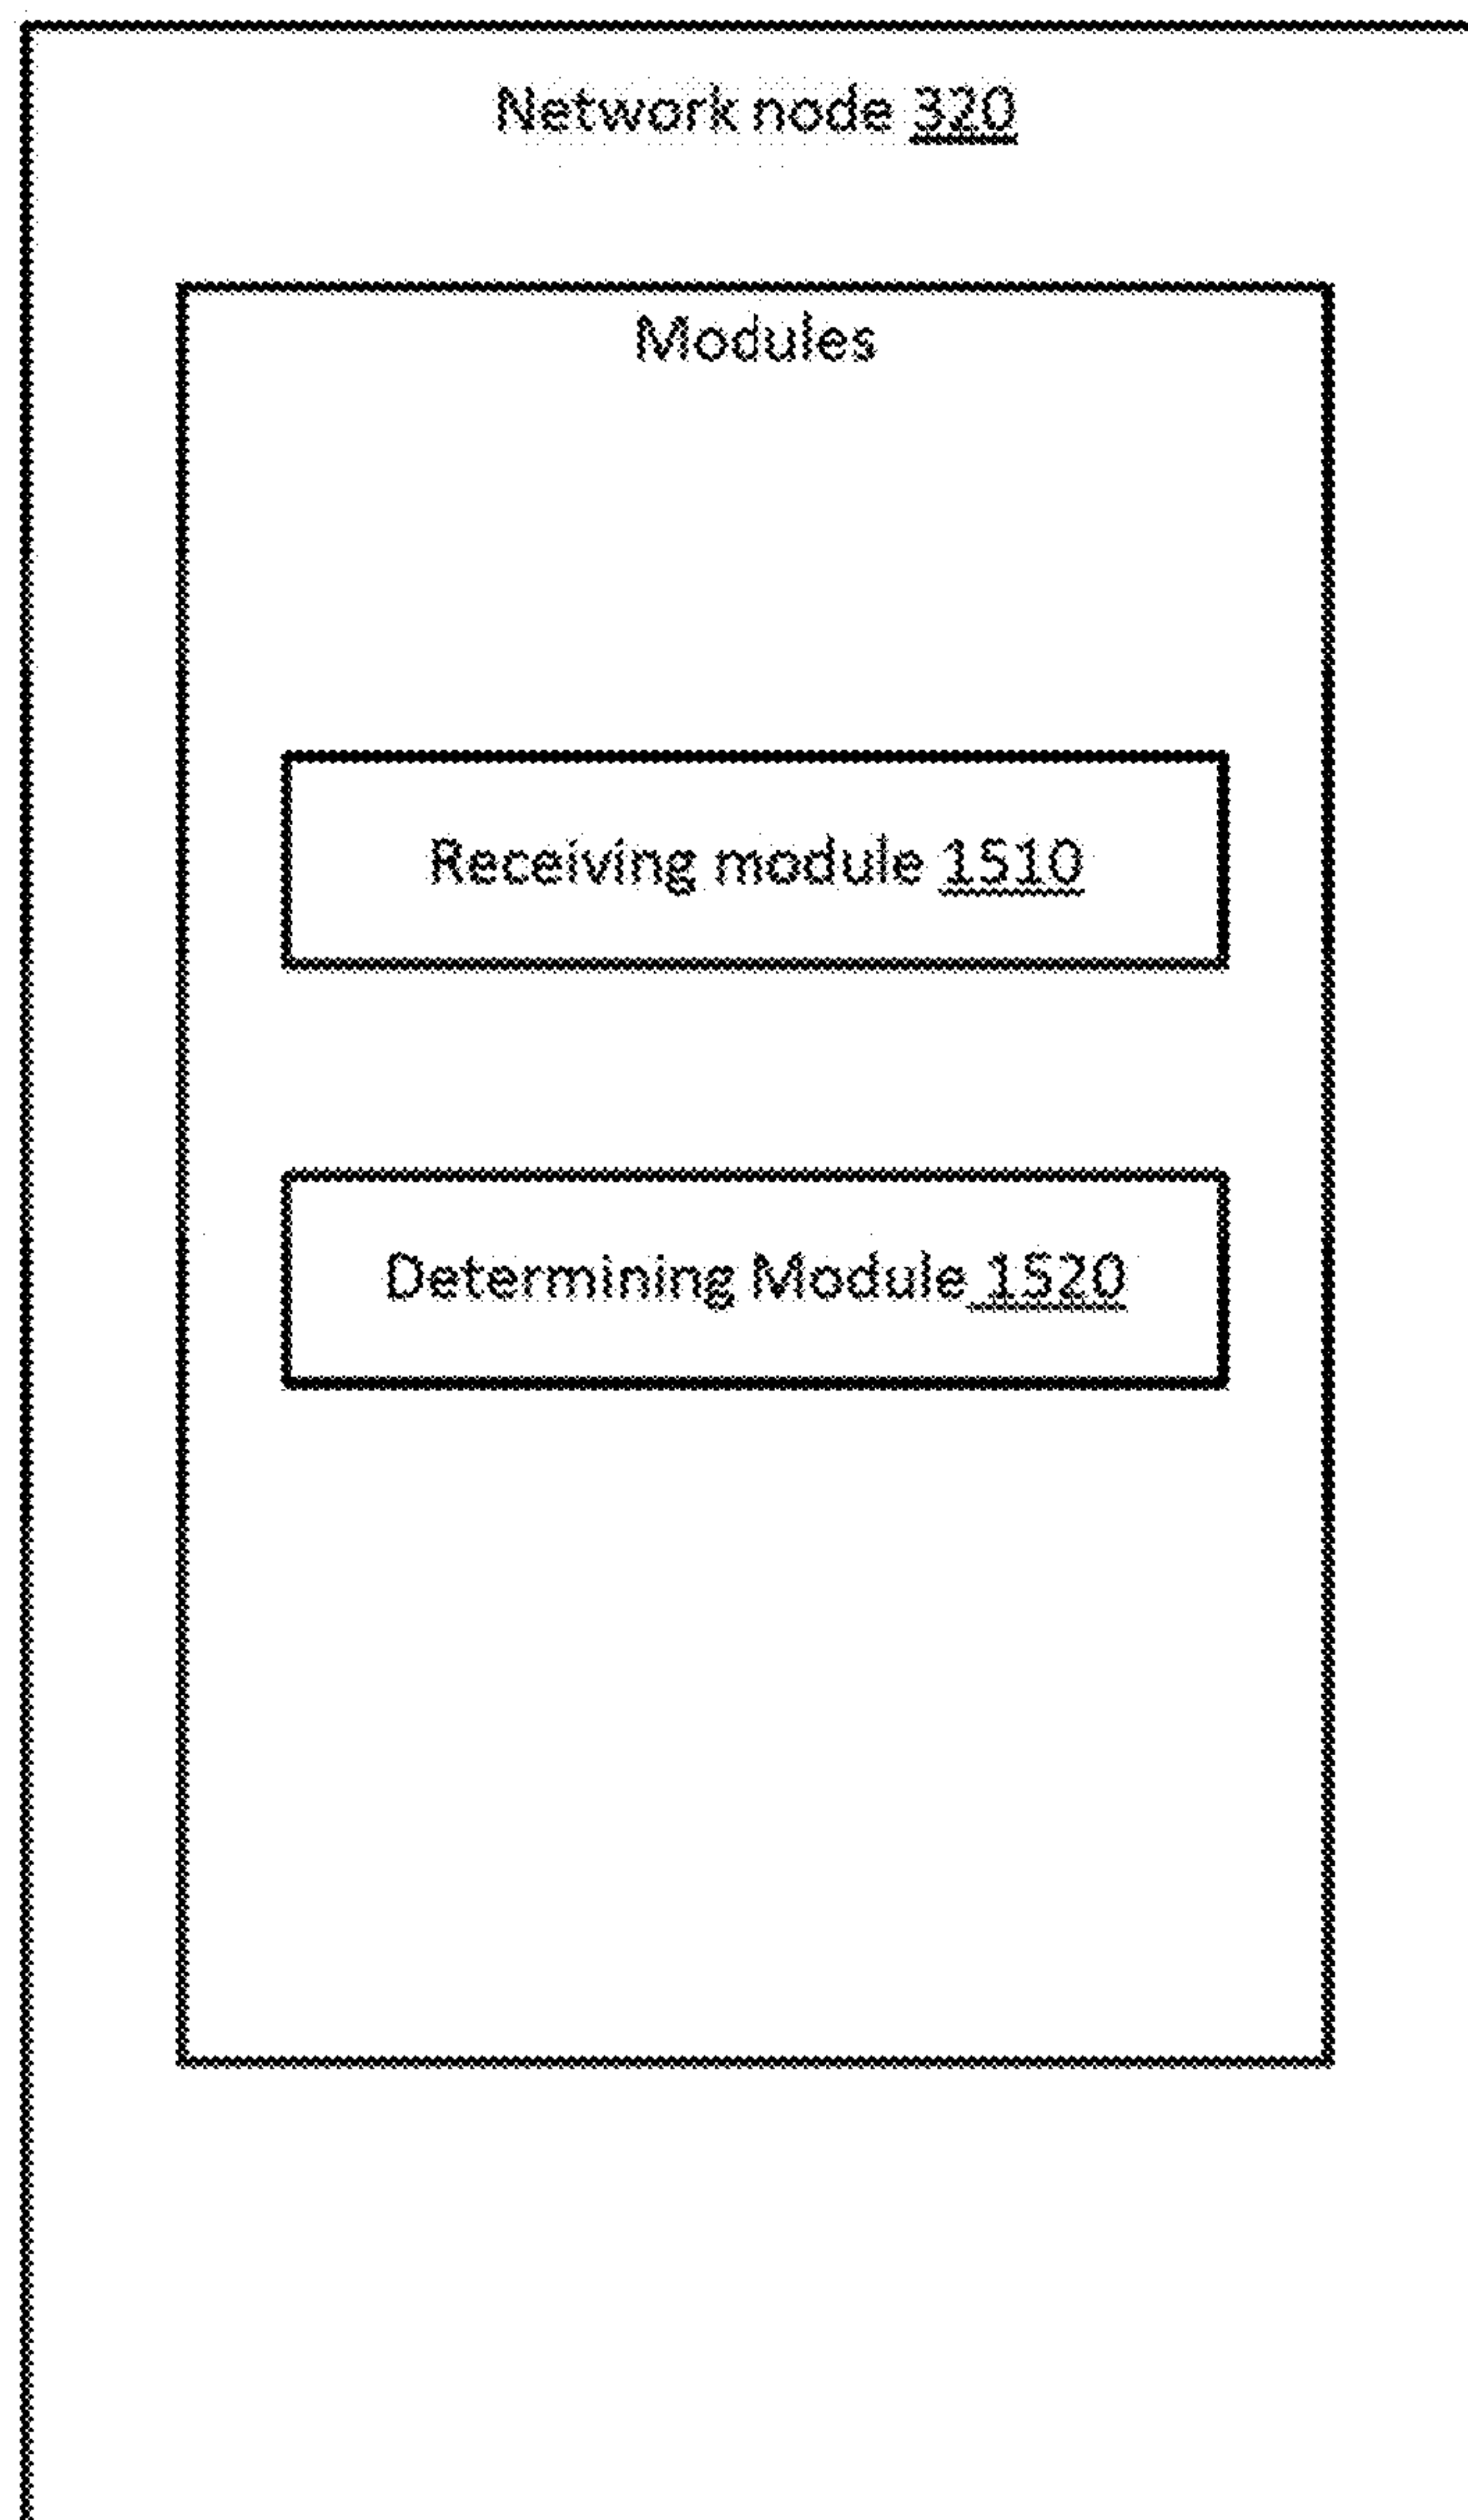 Network node 320
Modules
Receiving module 1510
Determining Module 1520